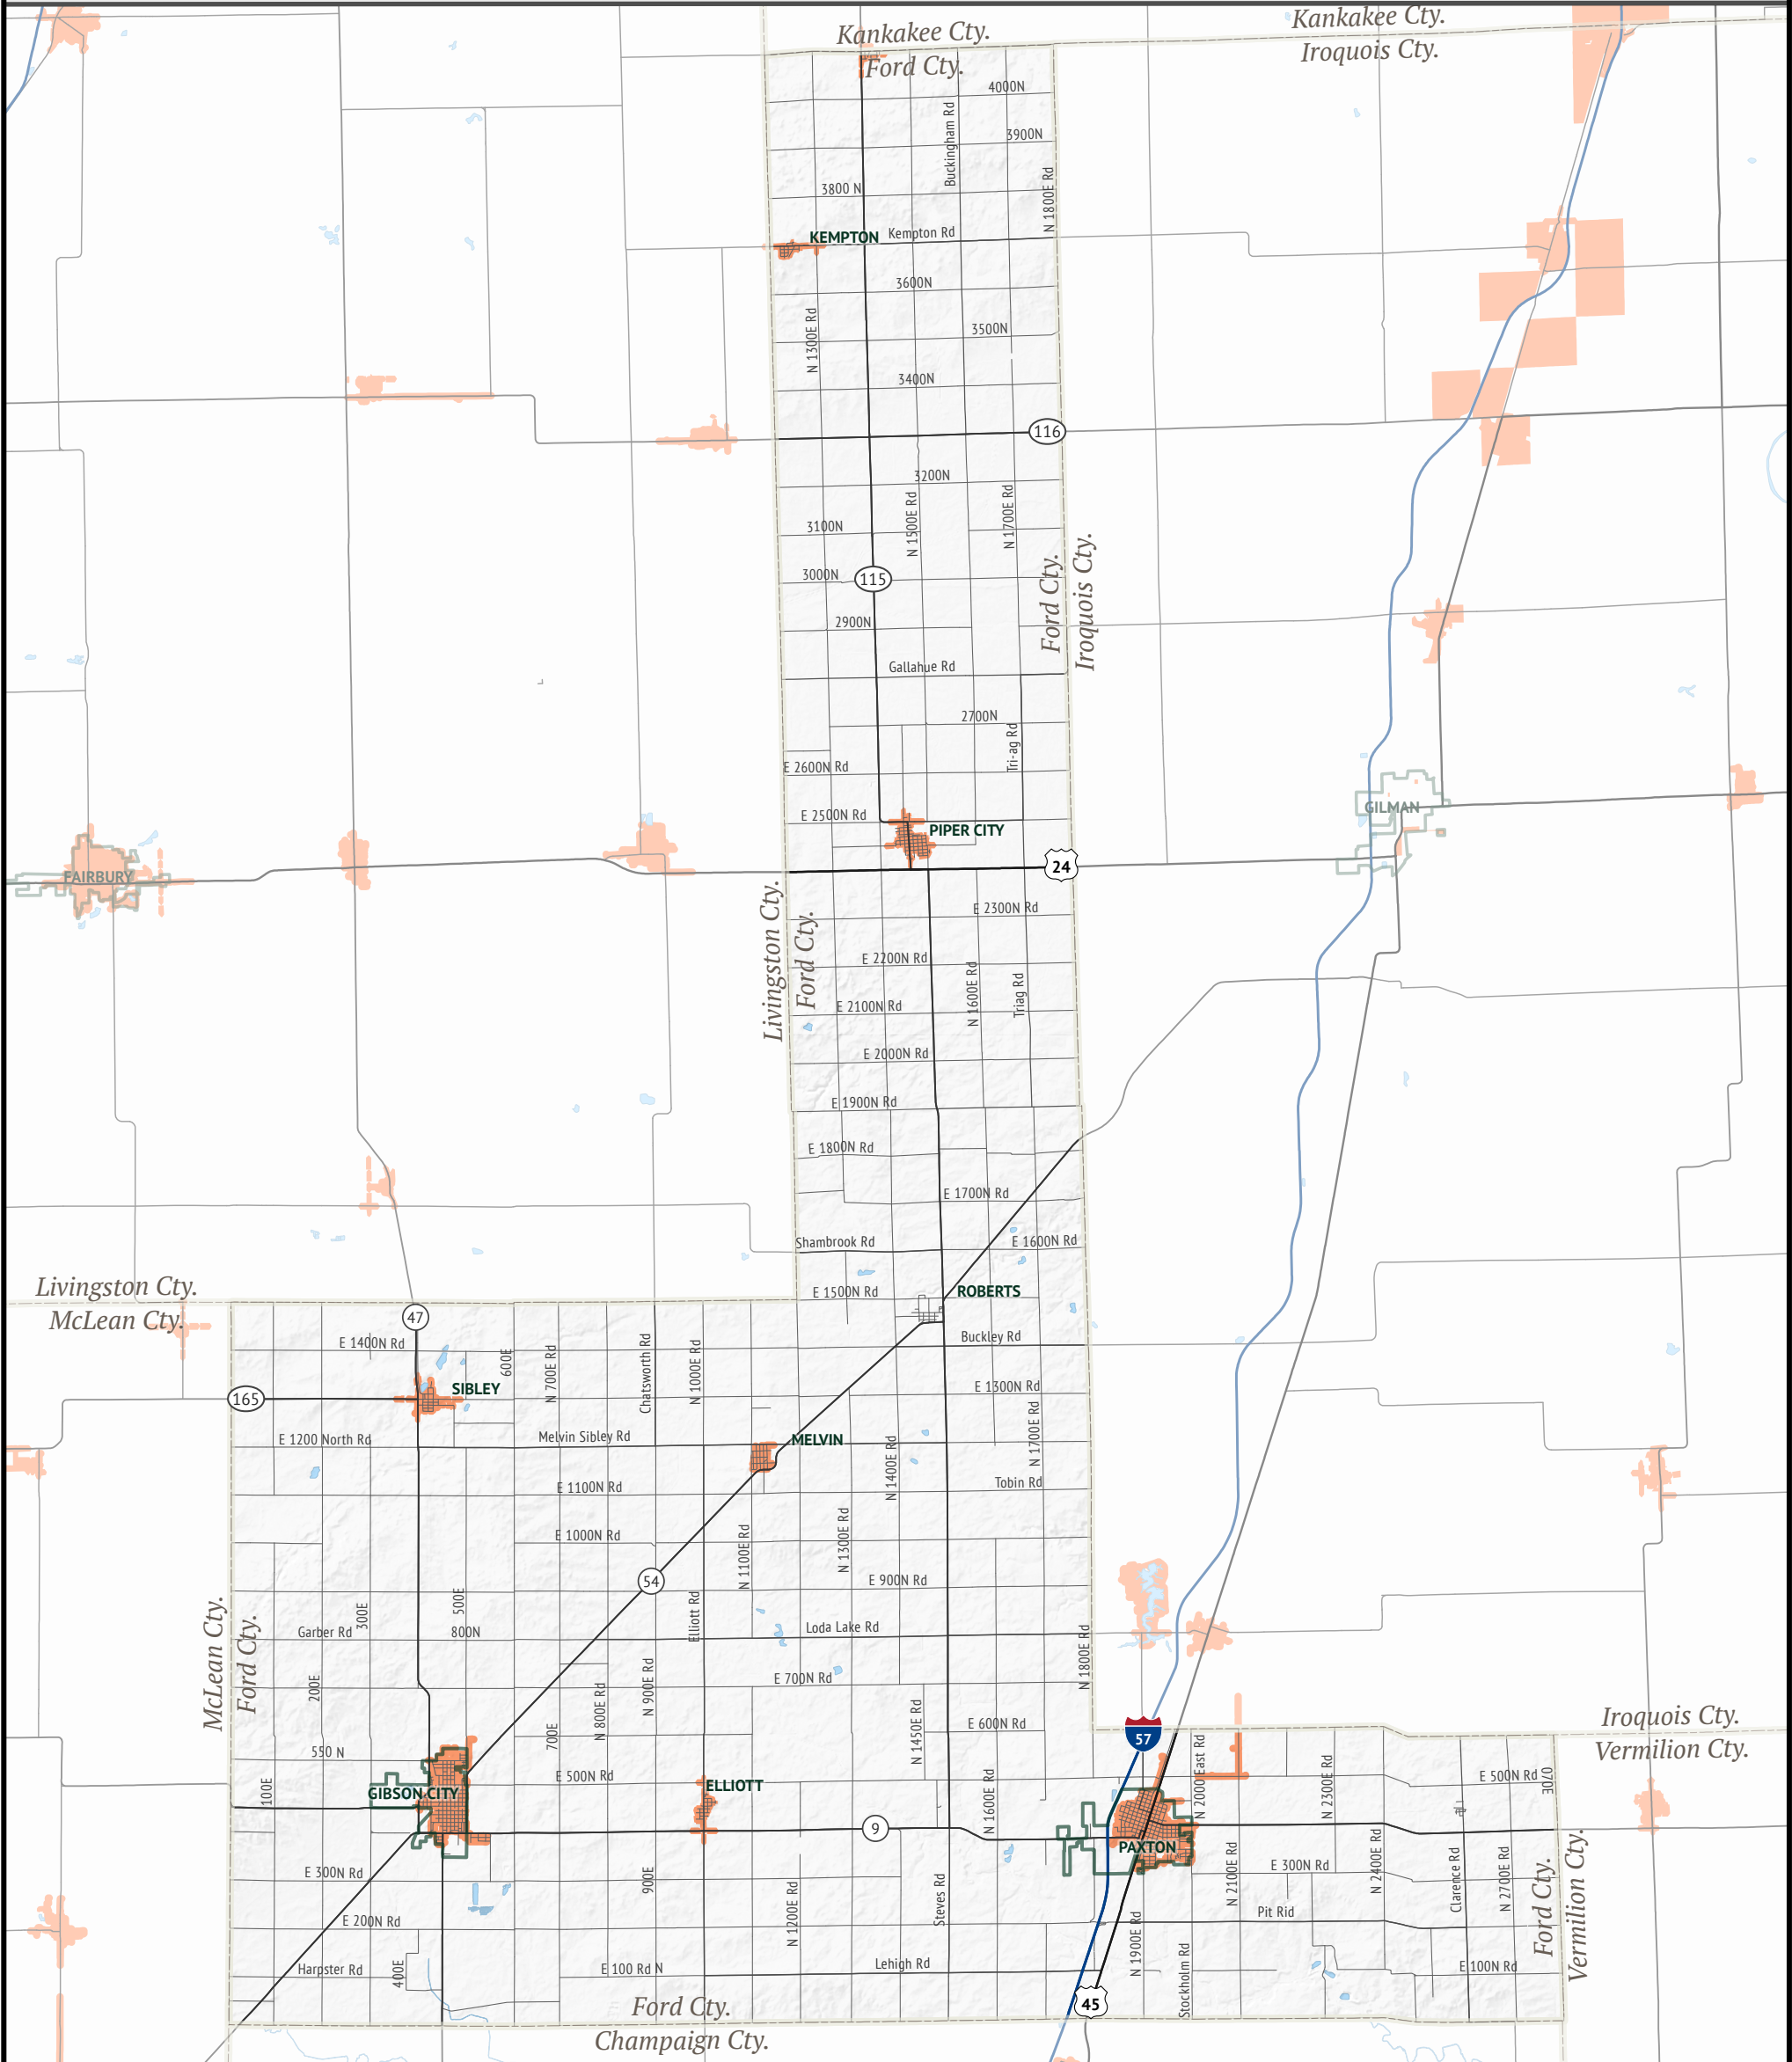 Kankakee Cty.
Ford Cty.
Kankakee Cty.
Iroquois Cty.
4000N
Buckingham Rd
3900N
3800 N
N 1800E Rd
KEMPTON
Kempton Rd
3600N
N 1300E Rd
3500N
3400N
116
3200N
N 1500E Rd
N 1700E Rd
3100N
3000N
115
Ford Cty.
Iroquois Cty.
2900N
Gallahue Rd
2700N
Tri-ag Rd
E 2600N Rd
E 2500N Rd
PIPER CITY
GILMAN
24
FAIRBURY
Livingston Cty.
Ford Cty.
E 2300N Rd
E 2200N Rd
N 1600E Rd
Triag Rd
E 2100N Rd
E 2000N Rd
E 1900N Rd
E 1800N Rd
E 1700N Rd
Shambrook Rd
E 1600N Rd
Livingston Cty.
McLean Cty.
E 1500N Rd
ROBERTS
47
E 1400N Rd
600E
N 700E Rd
Chatsworth Rd
N 1000E Rd
Buckley Rd
165
SIBLEY
E 1300N Rd
E 1200 North Rd
Melvin Sibley Rd
MELVIN
N 1400E Rd
N 1700E Rd
E 1100N Rd
Tobin Rd
E 1000N Rd
N 1100E Rd
N 1300E Rd
54
E 900N Rd
McLean Cty.
Ford Cty.
300E
500E
Elliott Rd
Garber Rd
800N
Loda Lake Rd
N 1800E Rd
200E
N 900E Rd
E 700N Rd
N 800E Rd
700E
N 1450E Rd
E 600N Rd
57
Iroquois Cty.
Vermilion Cty.
550 N
N 2000 East Rd
100E
GIBSON CITY
E 500N Rd
ELLIOTT
N 1600E Rd
N 2300E Rd
E 500N Rd
070E
9
PAXTON
E 300N Rd
900E
N 1200E Rd
Steves Rd
N 2100E Rd
E 300N Rd
N 2400E Rd
Clarence Rd
N 2700E Rd
Ford Cty.
Vermilion Cty.
E 200N Rd
Pit Rid
Harpster Rd
400E
E 100 Rd N
Lehigh Rd
N 1900E Rd
Stockholm Rd
E 100N Rd
45
Ford Cty.
Champaign Cty.